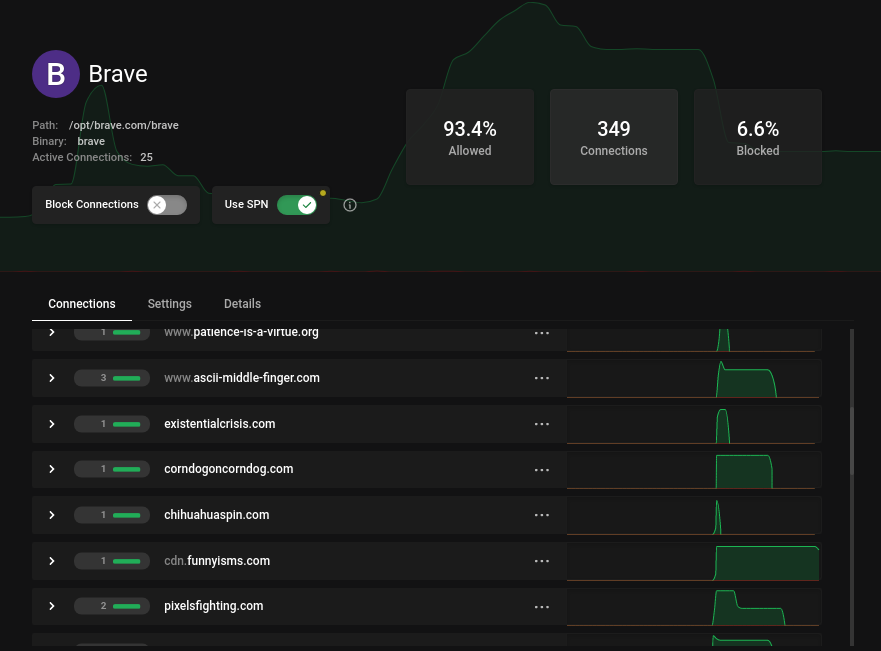 B Brave
Path: /opt/brave.com/brave
Binary: brave
Active Connections: 25
Block Connections
Use SPN
93.4%
Allowed
349
Connections
6.6%
Blocked
Connections Settings Details
1 www.patience-is-a-virtue.org
3 www.ascii-middle-finger.com
1 existentialcrisis.com
1 corndogoncorndog.com
1 chihuahuaspin.com
1 cdn.funnyisms.com
2 pixelsfighting.com